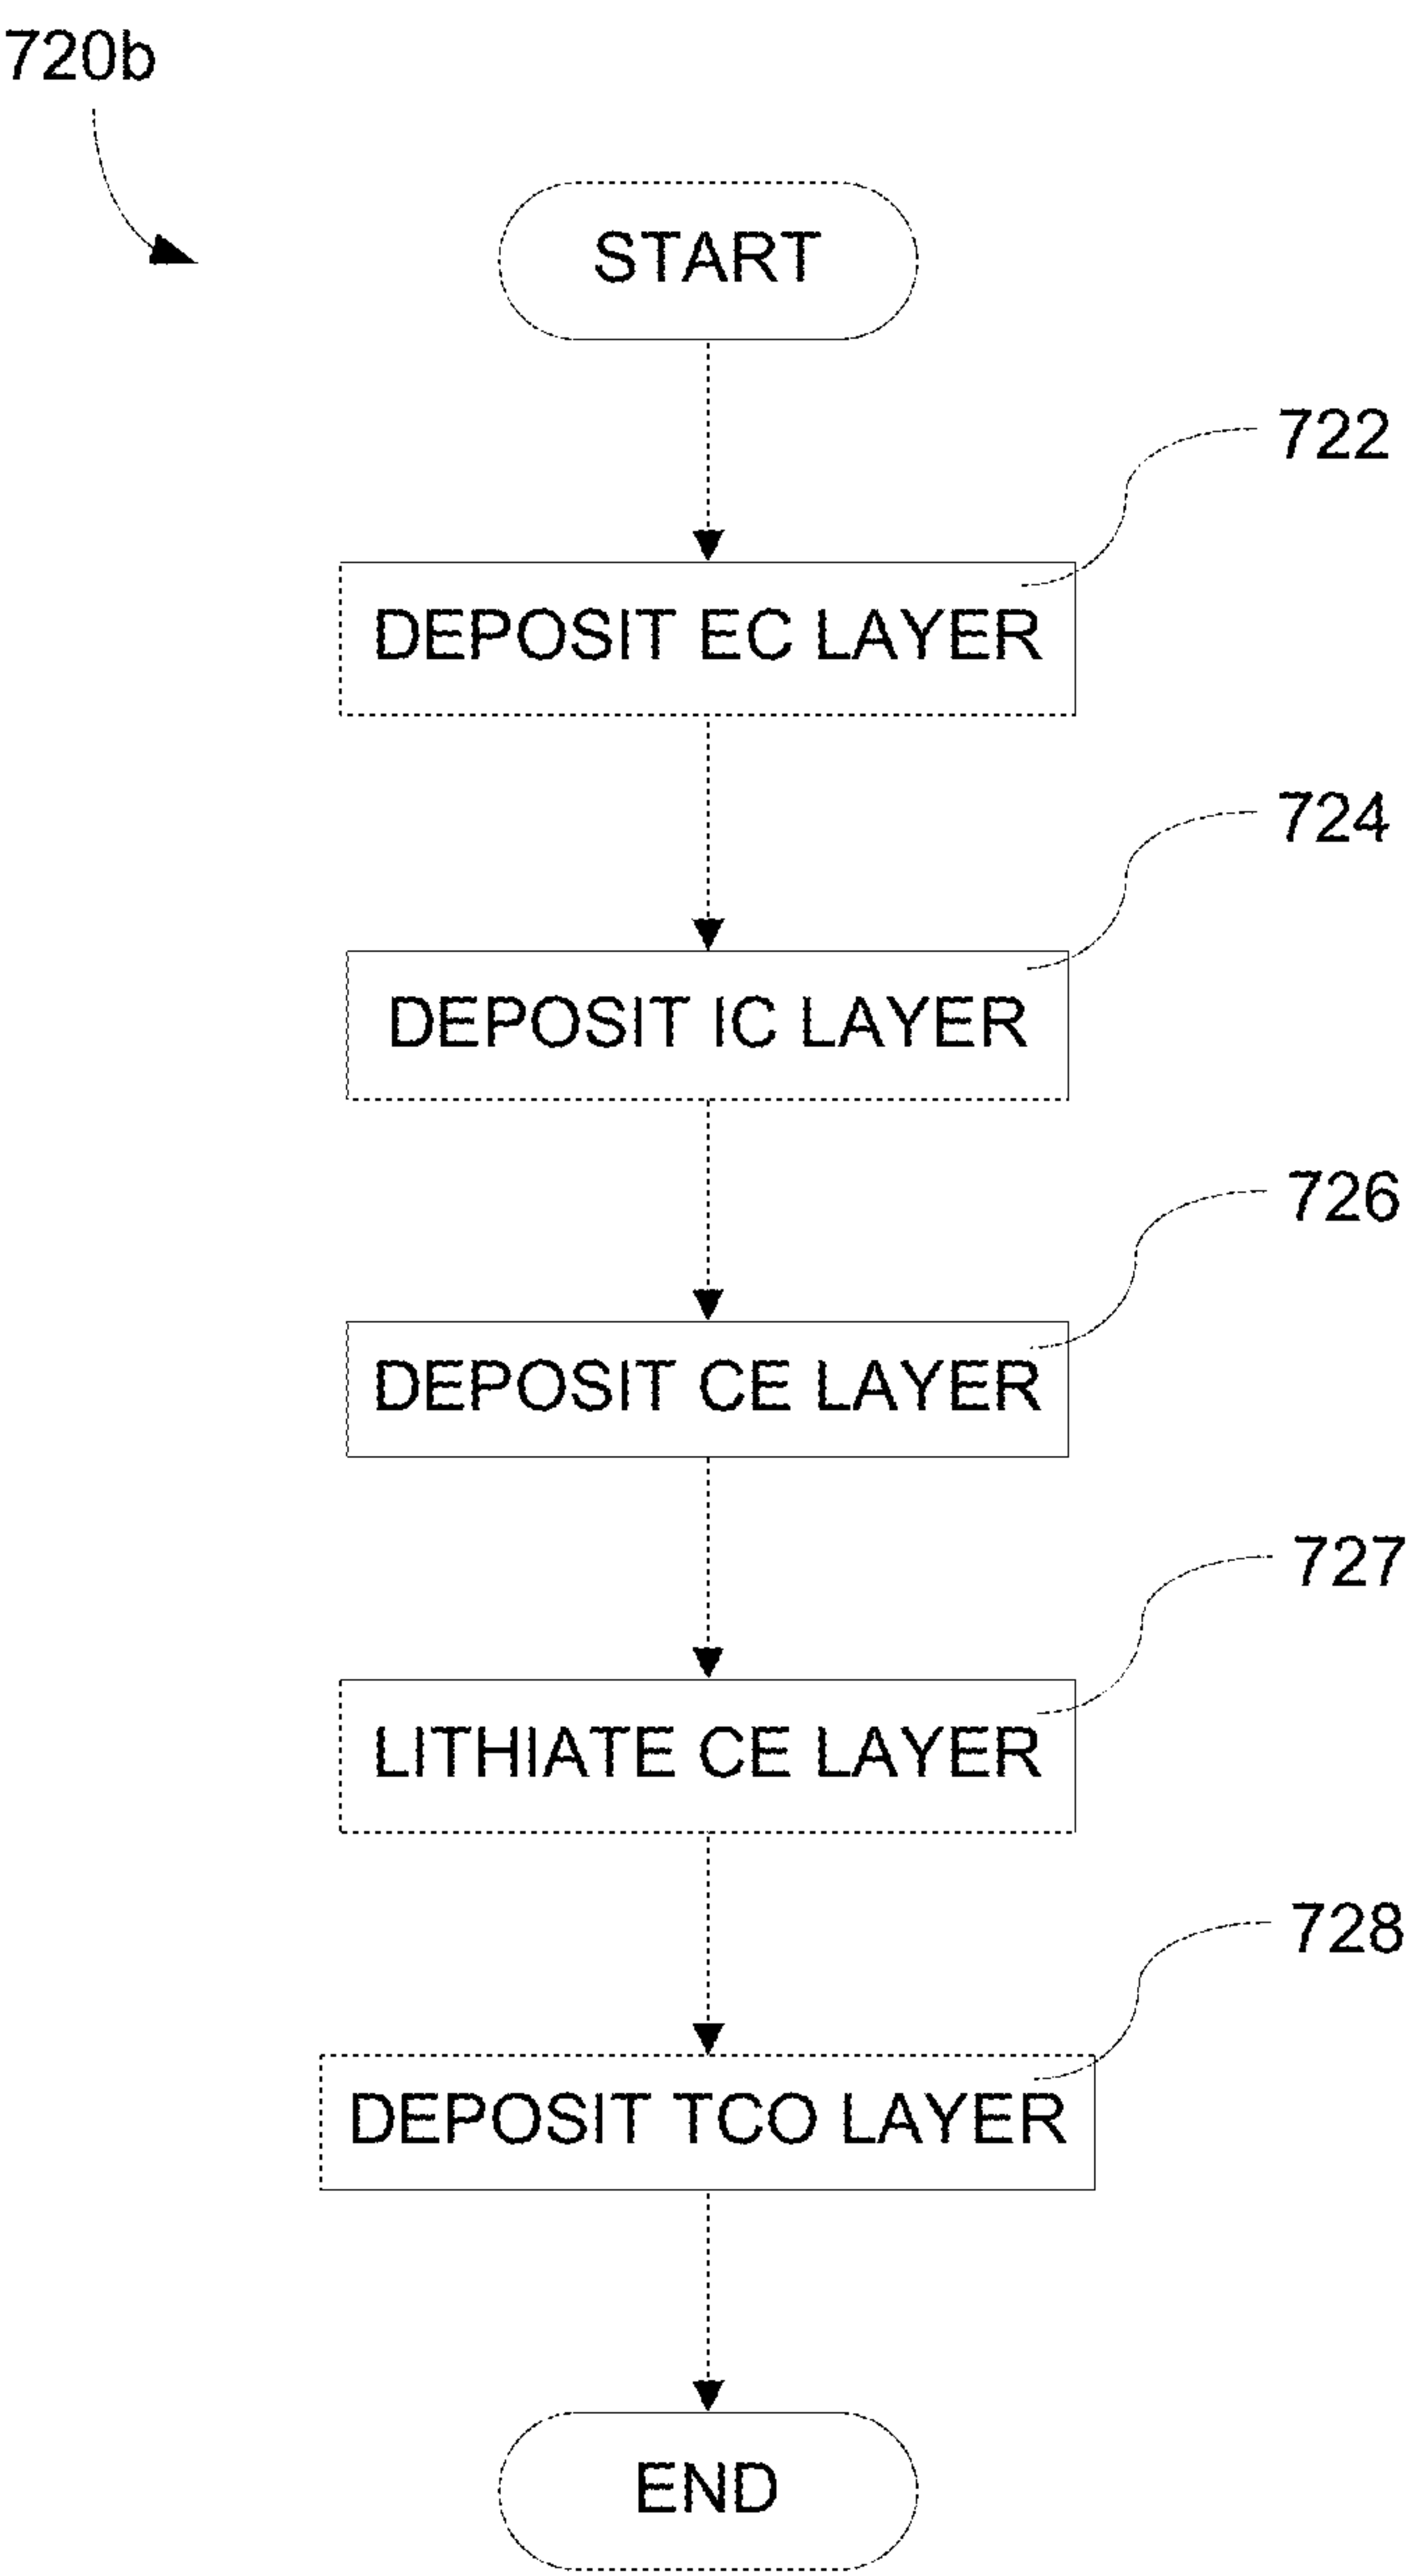 720b
START
722
DEPOSIT EC LAYER
724
DEPOSIT IC LAYER
726
DEPOSIT CE LAYER
727
LITHIATE CE LAYER
728
DEPOSIT TCO LAYER
END